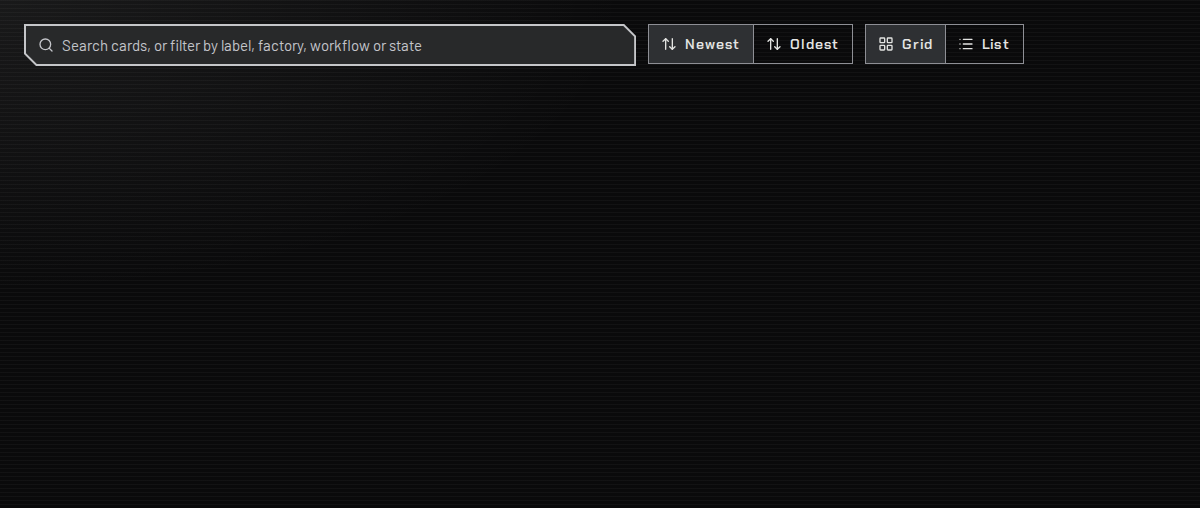 Search cards, or filter by label, factory, workflow or state
Newest
Oldest
Grid
List